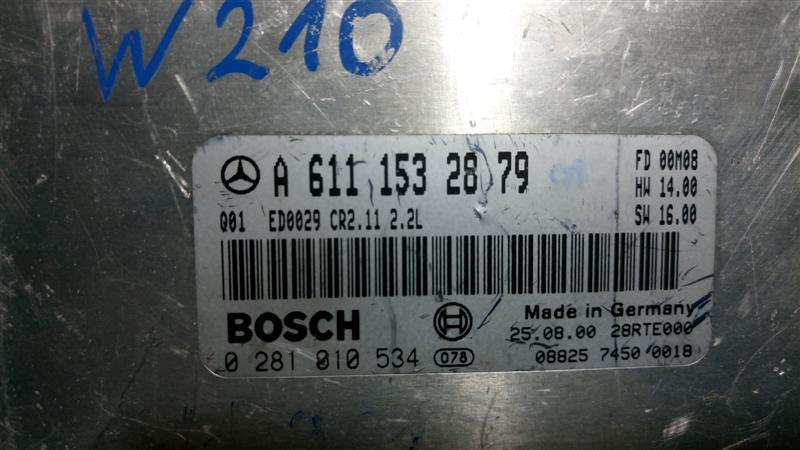 W210
A 611 153 28 79
FD 00M08
HW 14.00
Q01 ED0029 CR2.11 2.2L
SW 16.00
BOSCH
Made in Germany
25.08.00 28RTE000
0 281 010 534 078
08825 7450 0018